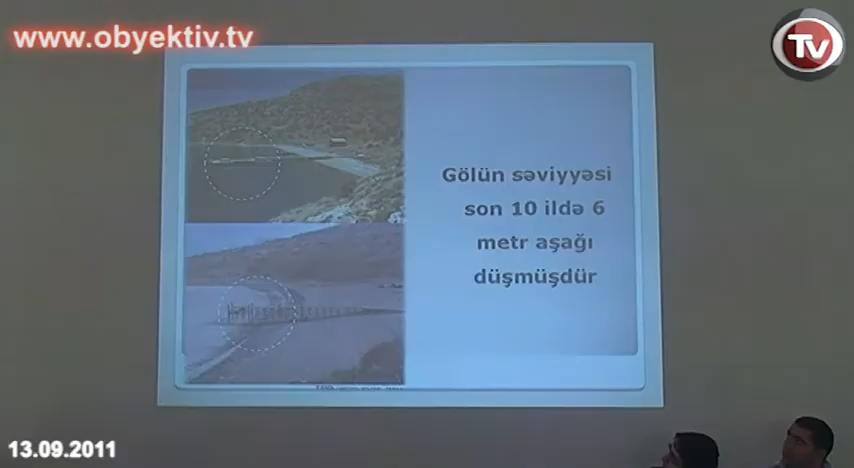 www.obyektiv.tv
TV
Gölün səviyyəsi
son 10 ildə 6
metr aşağı
düşmüşdür
13.09.2011